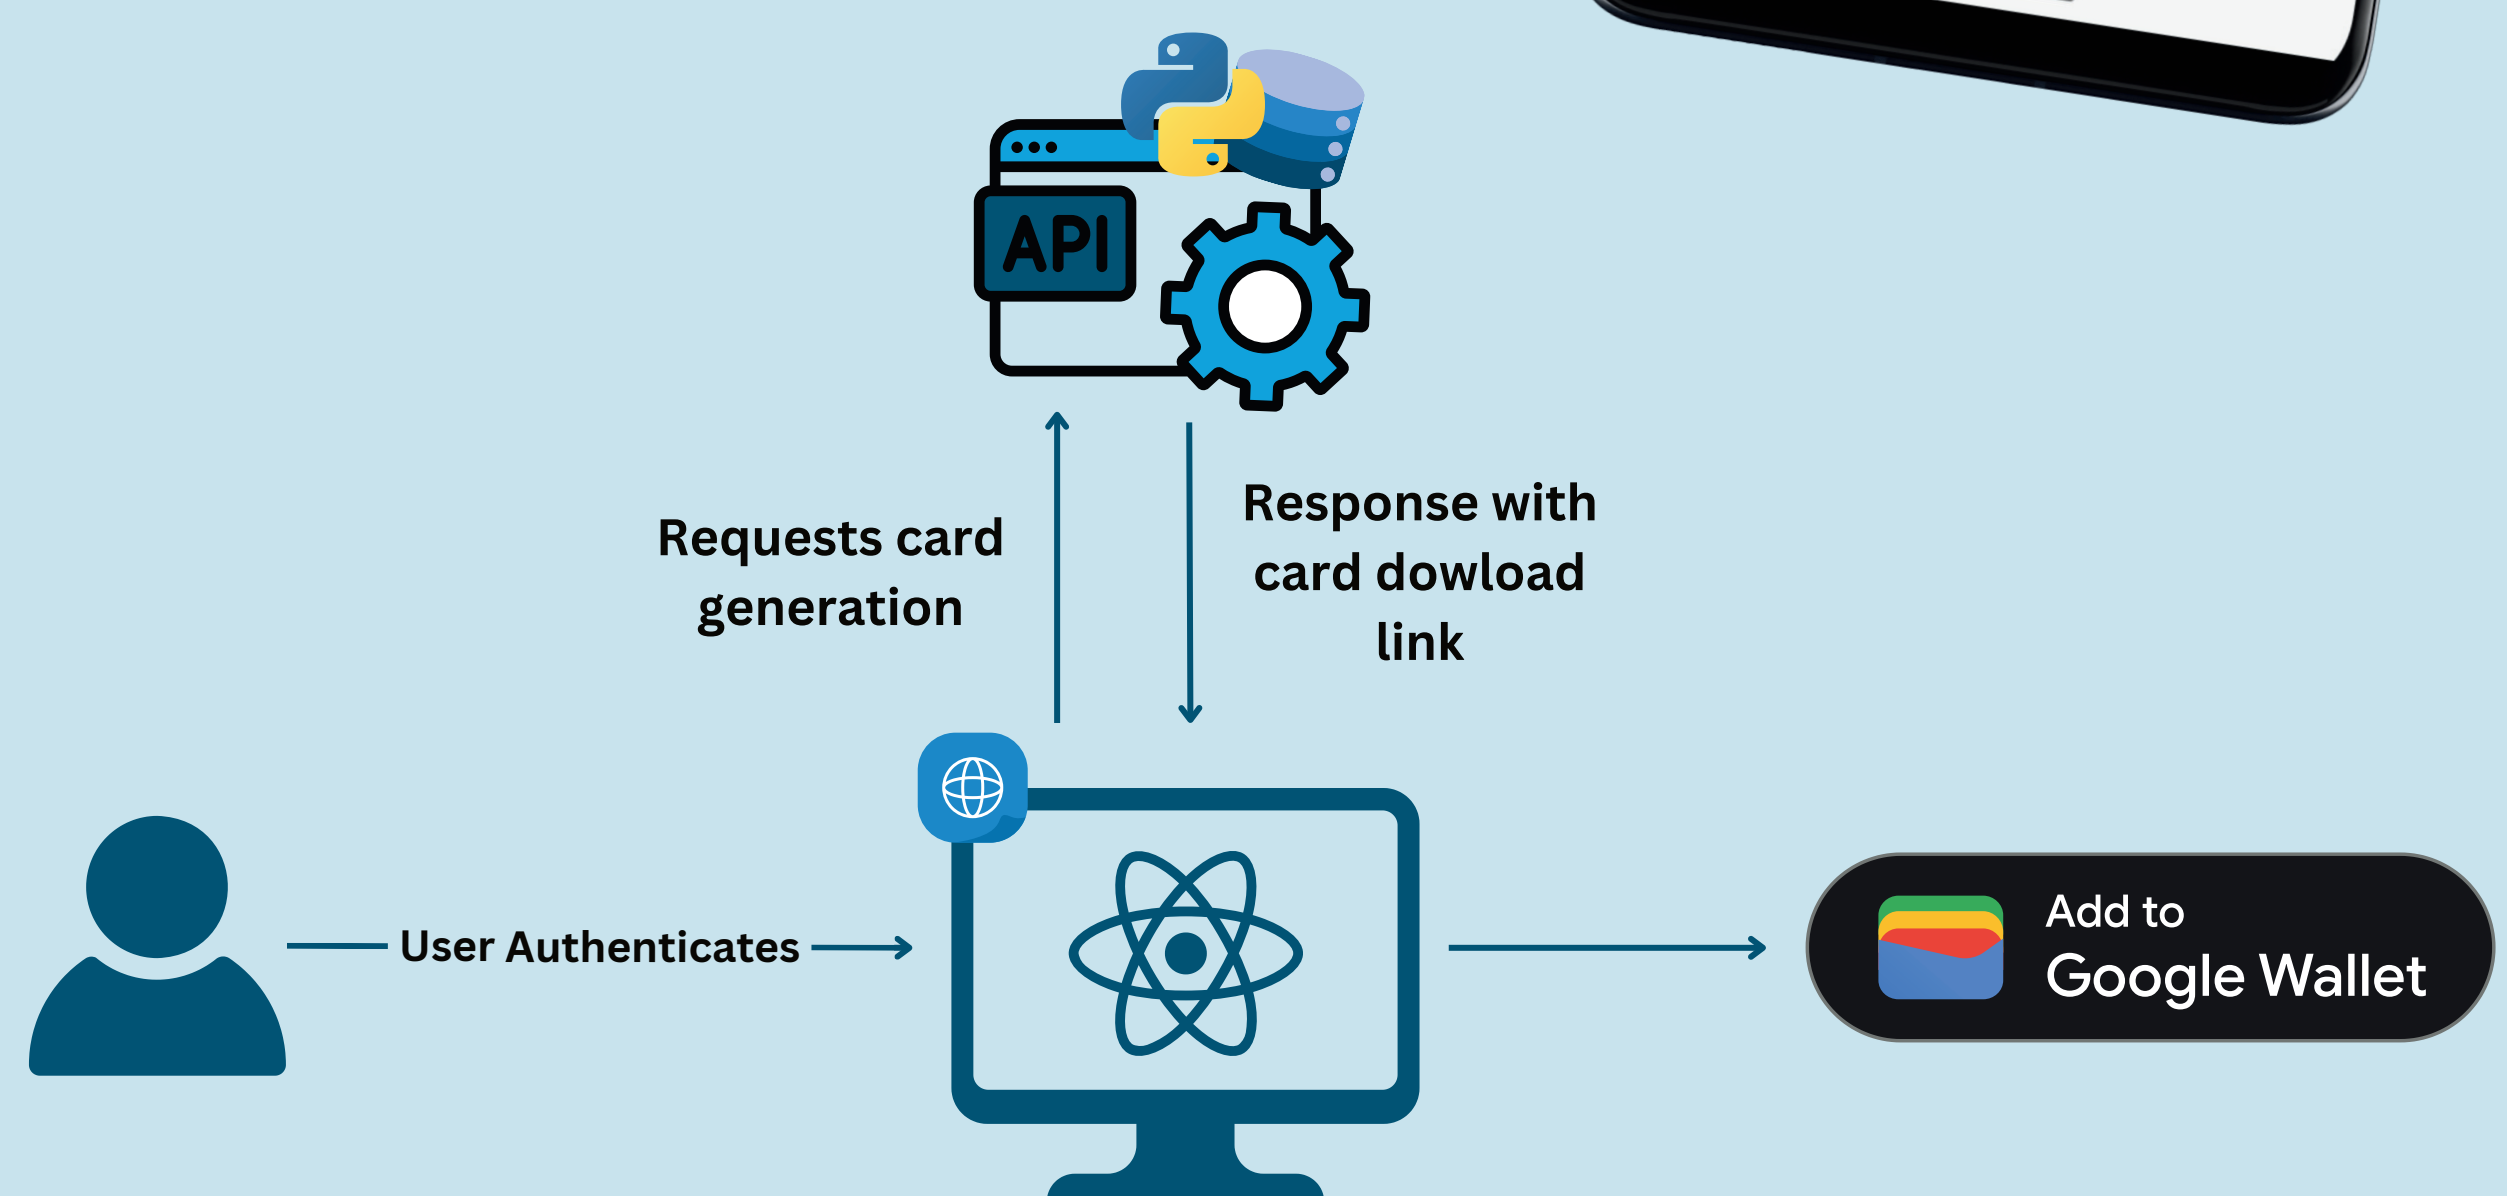 API
Requests card
generation
Response with
card dowload
link
User Authenticates
Add to
Google Wallet